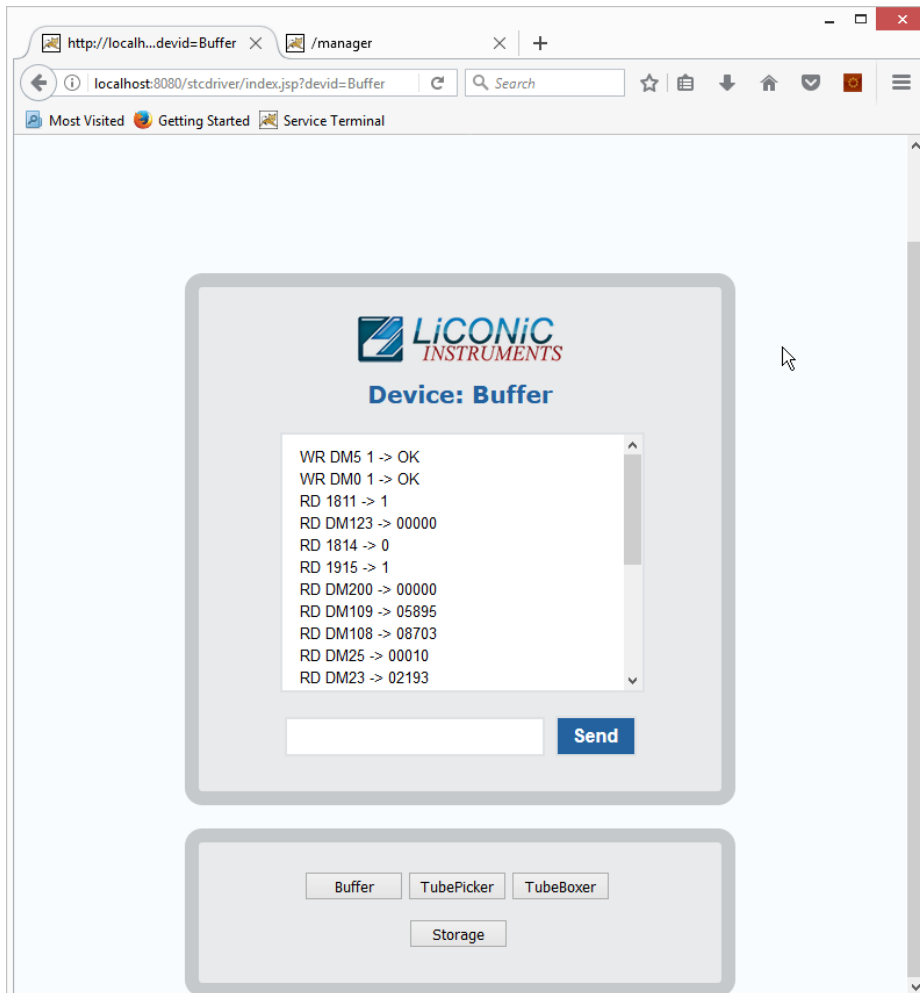 http://localh...devid=Buffer
/manager
localhost:8080/stcdriver/index.jsp?devid=Buffer
Search
Most Visited Getting Started Service Terminal
LiCONiC
INSTRUMENTS
Device: Buffer
WR DM5 1 -> OK
WR DM0 1 -> OK
RD 1811 -> 1
RD DM123 -> 00000
RD 1814 -> 0
RD 1915 -> 1
RD DM200 -> 00000
RD DM109 -> 05895
RD DM108 -> 08703
RD DM25 -> 00010
RD DM23 -> 02193
Send
Buffer TubePicker TubeBoxer
Storage